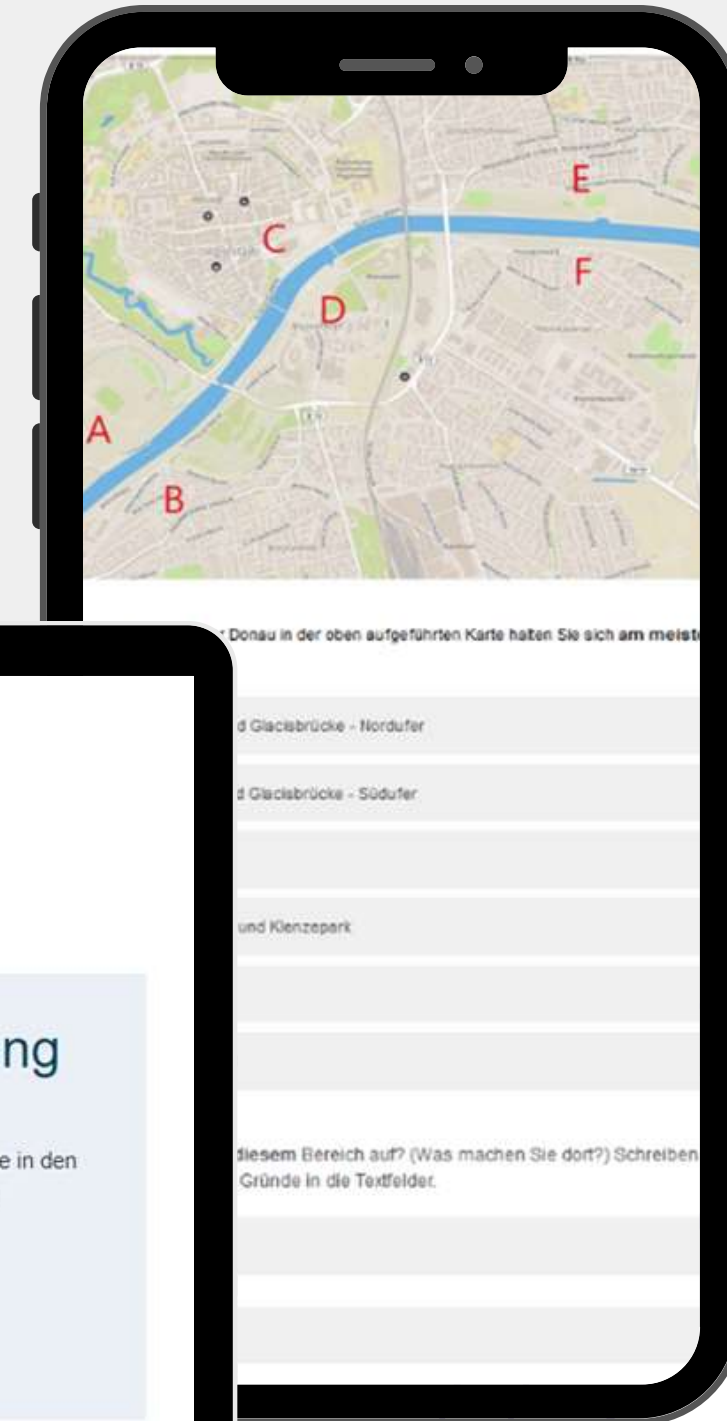 E
C
F
D
A
B
Donau in der oben aufgeführten Karte halten Sie sich am meist
d Glacisbrücke - Nordufer
d Glacisbrücke - Südufer
und Klenzepark
ng
e in den
diesem Bereich auf? (Was machen Sie dort?) Schreiben
Gründe in die Textfelder.